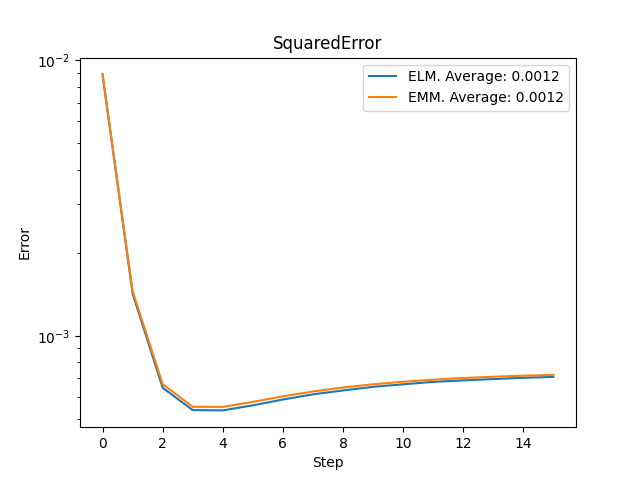 SquaredError
ELM. Average: 0.0012
EMM. Average: 0.0012
Error
10⁻²
10⁻³
0 2 4 6 8 10 12 14
Step